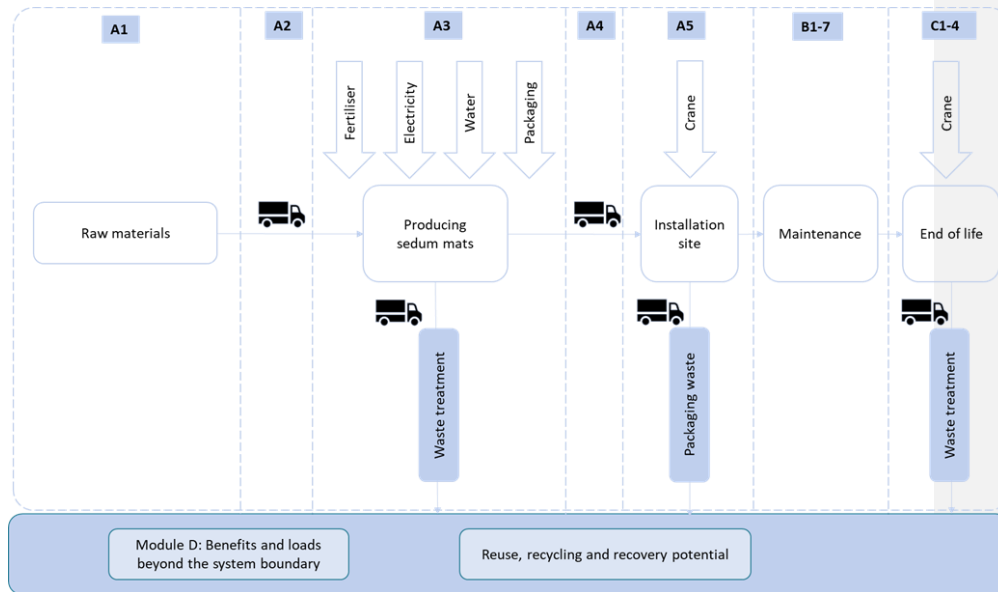 A1
A2
A3
A4
A5
B1-7
C1-4
Fertiliser
Electricity
Water
Packaging
Crane
Crane
Raw materials
Producing
sedum mats
Installation
site
Maintenance
End of life
Waste treatment
Packaging waste
Waste treatment
Module D: Benefits and loads
beyond the system boundary
Reuse, recycling and recovery potential